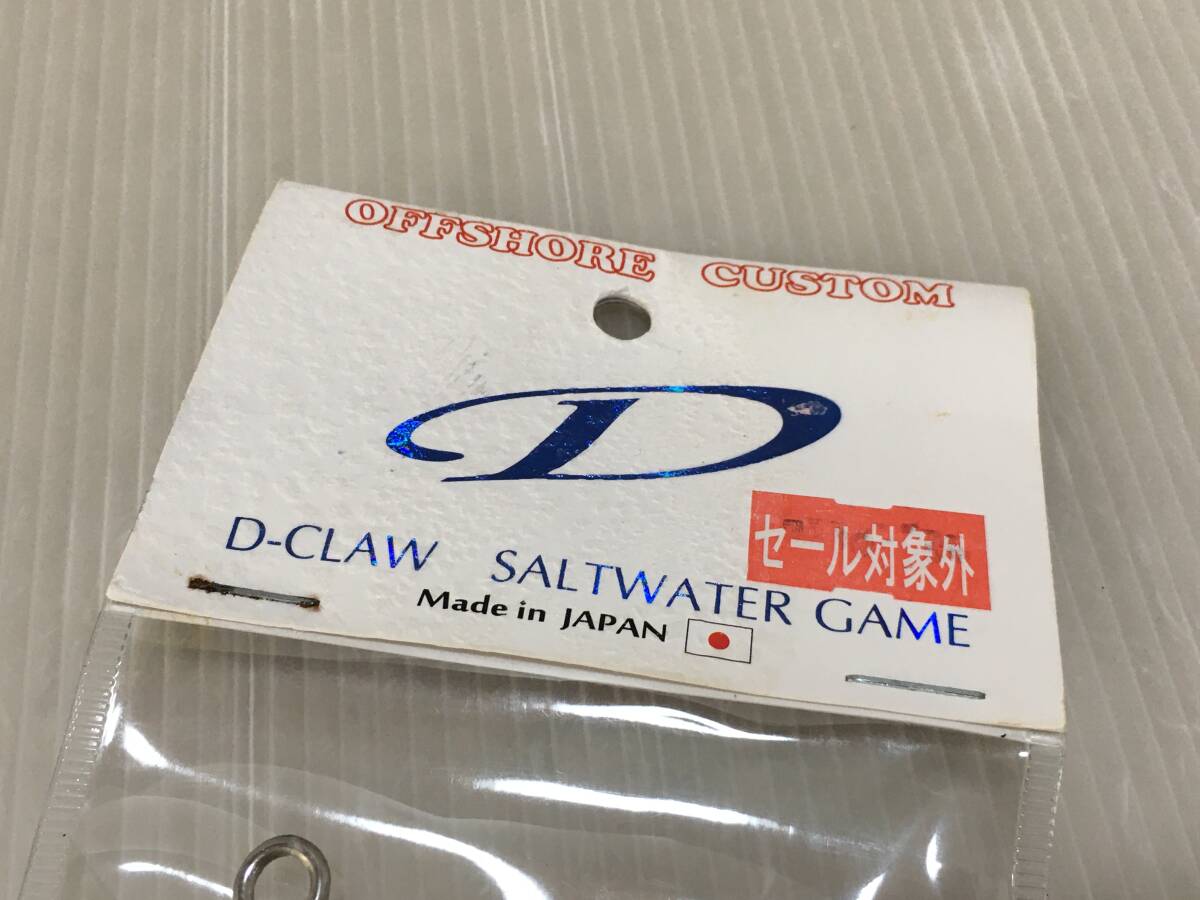 OFFSHORE CUSTOM
D
セール対象外
D-CLAW SALTWATER GAME
Made in JAPAN